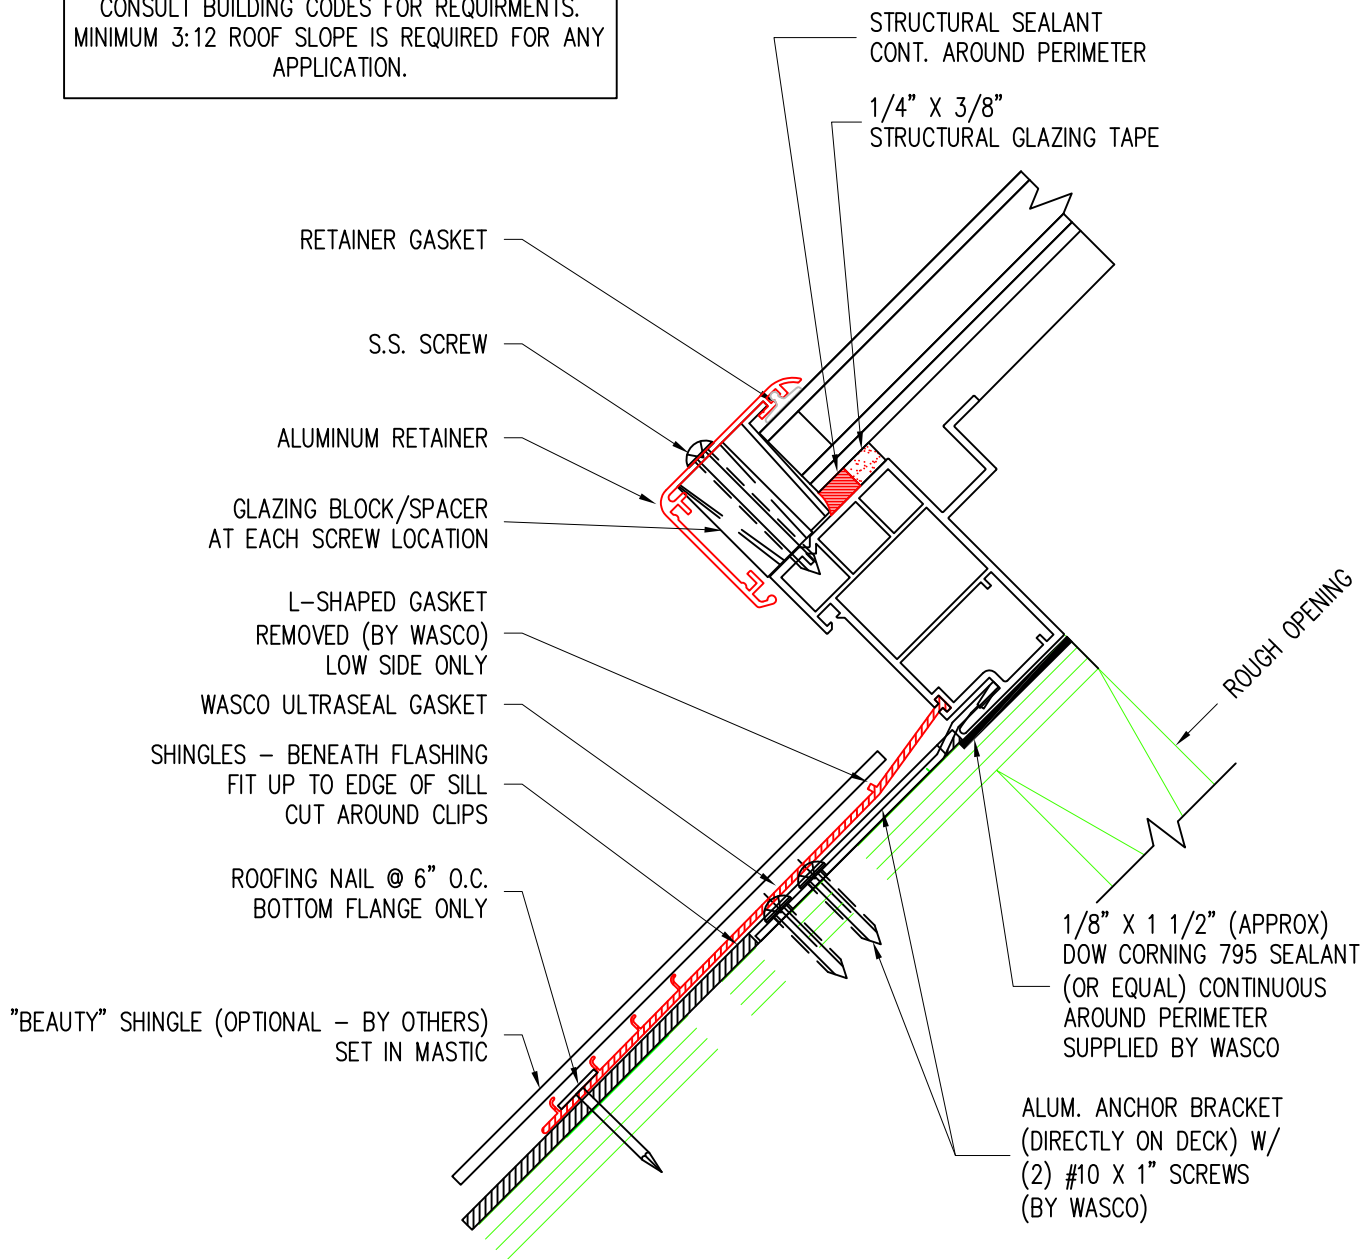 CONSULT BUILDING CODES FOR REQUIRMENTS.
MINIMUM 3:12 ROOF SLOPE IS REQUIRED FOR ANY
APPLICATION.
STRUCTURAL SEALANT
CONT. AROUND PERIMETER
1/4” X 3/8”
STRUCTURAL GLAZING TAPE
RETAINER GASKET
S.S. SCREW
ALUMINUM RETAINER
GLAZING BLOCK/SPACER
AT EACH SCREW LOCATION
L-SHAPED GASKET
REMOVED (BY WASCO)
LOW SIDE ONLY
WASCO ULTRASEAL GASKET
SHINGLES - BENEATH FLASHING
FIT UP TO EDGE OF SILL
CUT AROUND CLIPS
ROOFING NAIL @ 6” O.C.
BOTTOM FLANGE ONLY
”BEAUTY” SHINGLE (OPTIONAL - BY OTHERS)
SET IN MASTIC
ROUGH OPENING
1/8” X 1 1/2” (APPROX)
DOW CORNING 795 SEALANT
(OR EQUAL) CONTINUOUS
AROUND PERIMETER
SUPPLIED BY WASCO
ALUM. ANCHOR BRACKET
(DIRECTLY ON DECK) W/
(2) #10 X 1” SCREWS
(BY WASCO)